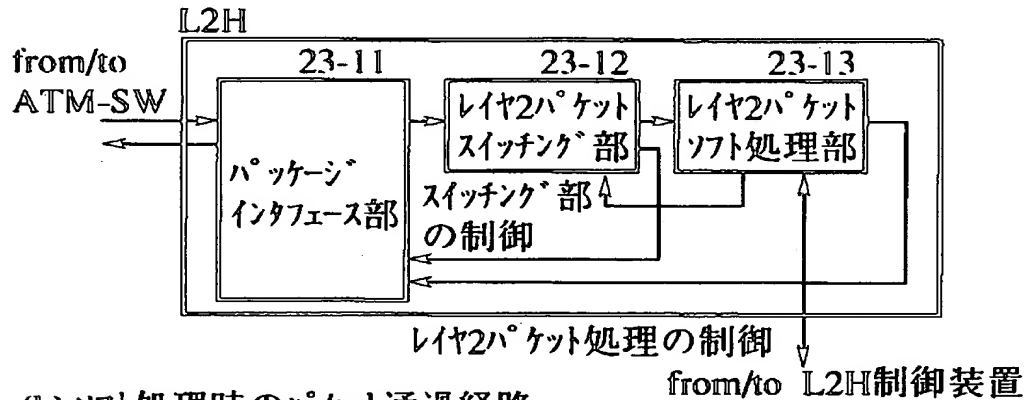 L2H
from/to
ATM-SW
23-11
23-12
23-13
パッケージ
インタフェース部
レイヤ2パケット
スイッチング部
レイヤ2パケット
ソフト処理部
スイッチング部
の制御
レイヤ2パケット処理の制御
from/to L2H制御装置